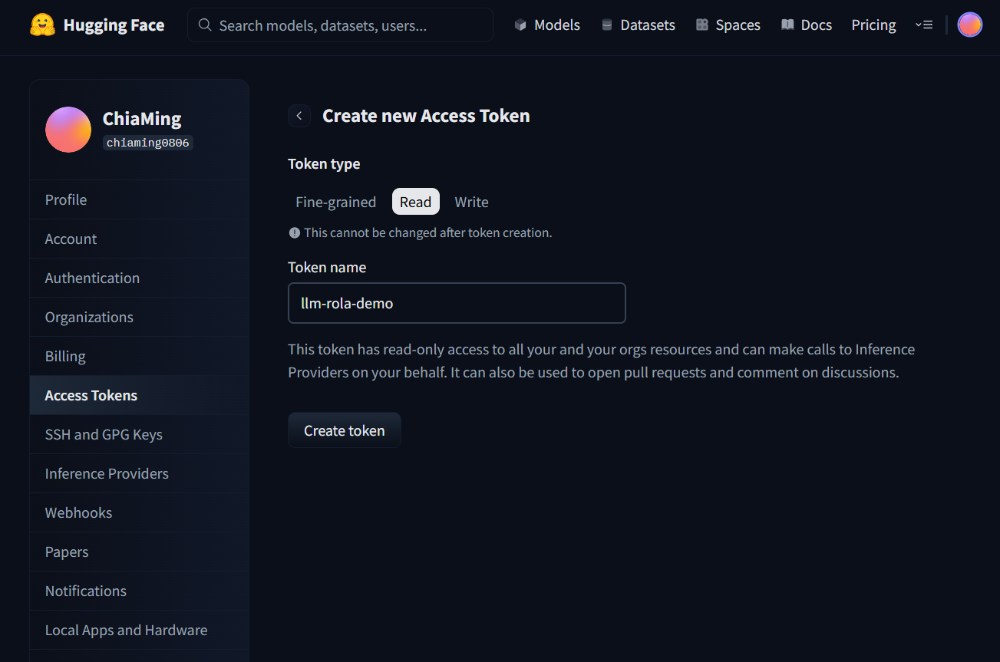 Hugging Face
Search models, datasets, users...
Models
Datasets
Spaces
Docs
Pricing
ChiaMing
chiaming0806
Profile
Account
Authentication
Organizations
Billing
Access Tokens
SSH and GPG Keys
Inference Providers
Webhooks
Papers
Notifications
Local Apps and Hardware
Create new Access Token
Token type
Fine-grained
Read
Write
This cannot be changed after token creation.
Token name
llm-rola-demo
This token has read-only access to all your and your orgs resources and can make calls to Inference
Providers on your behalf. It can also be used to open pull requests and comment on discussions.
Create token